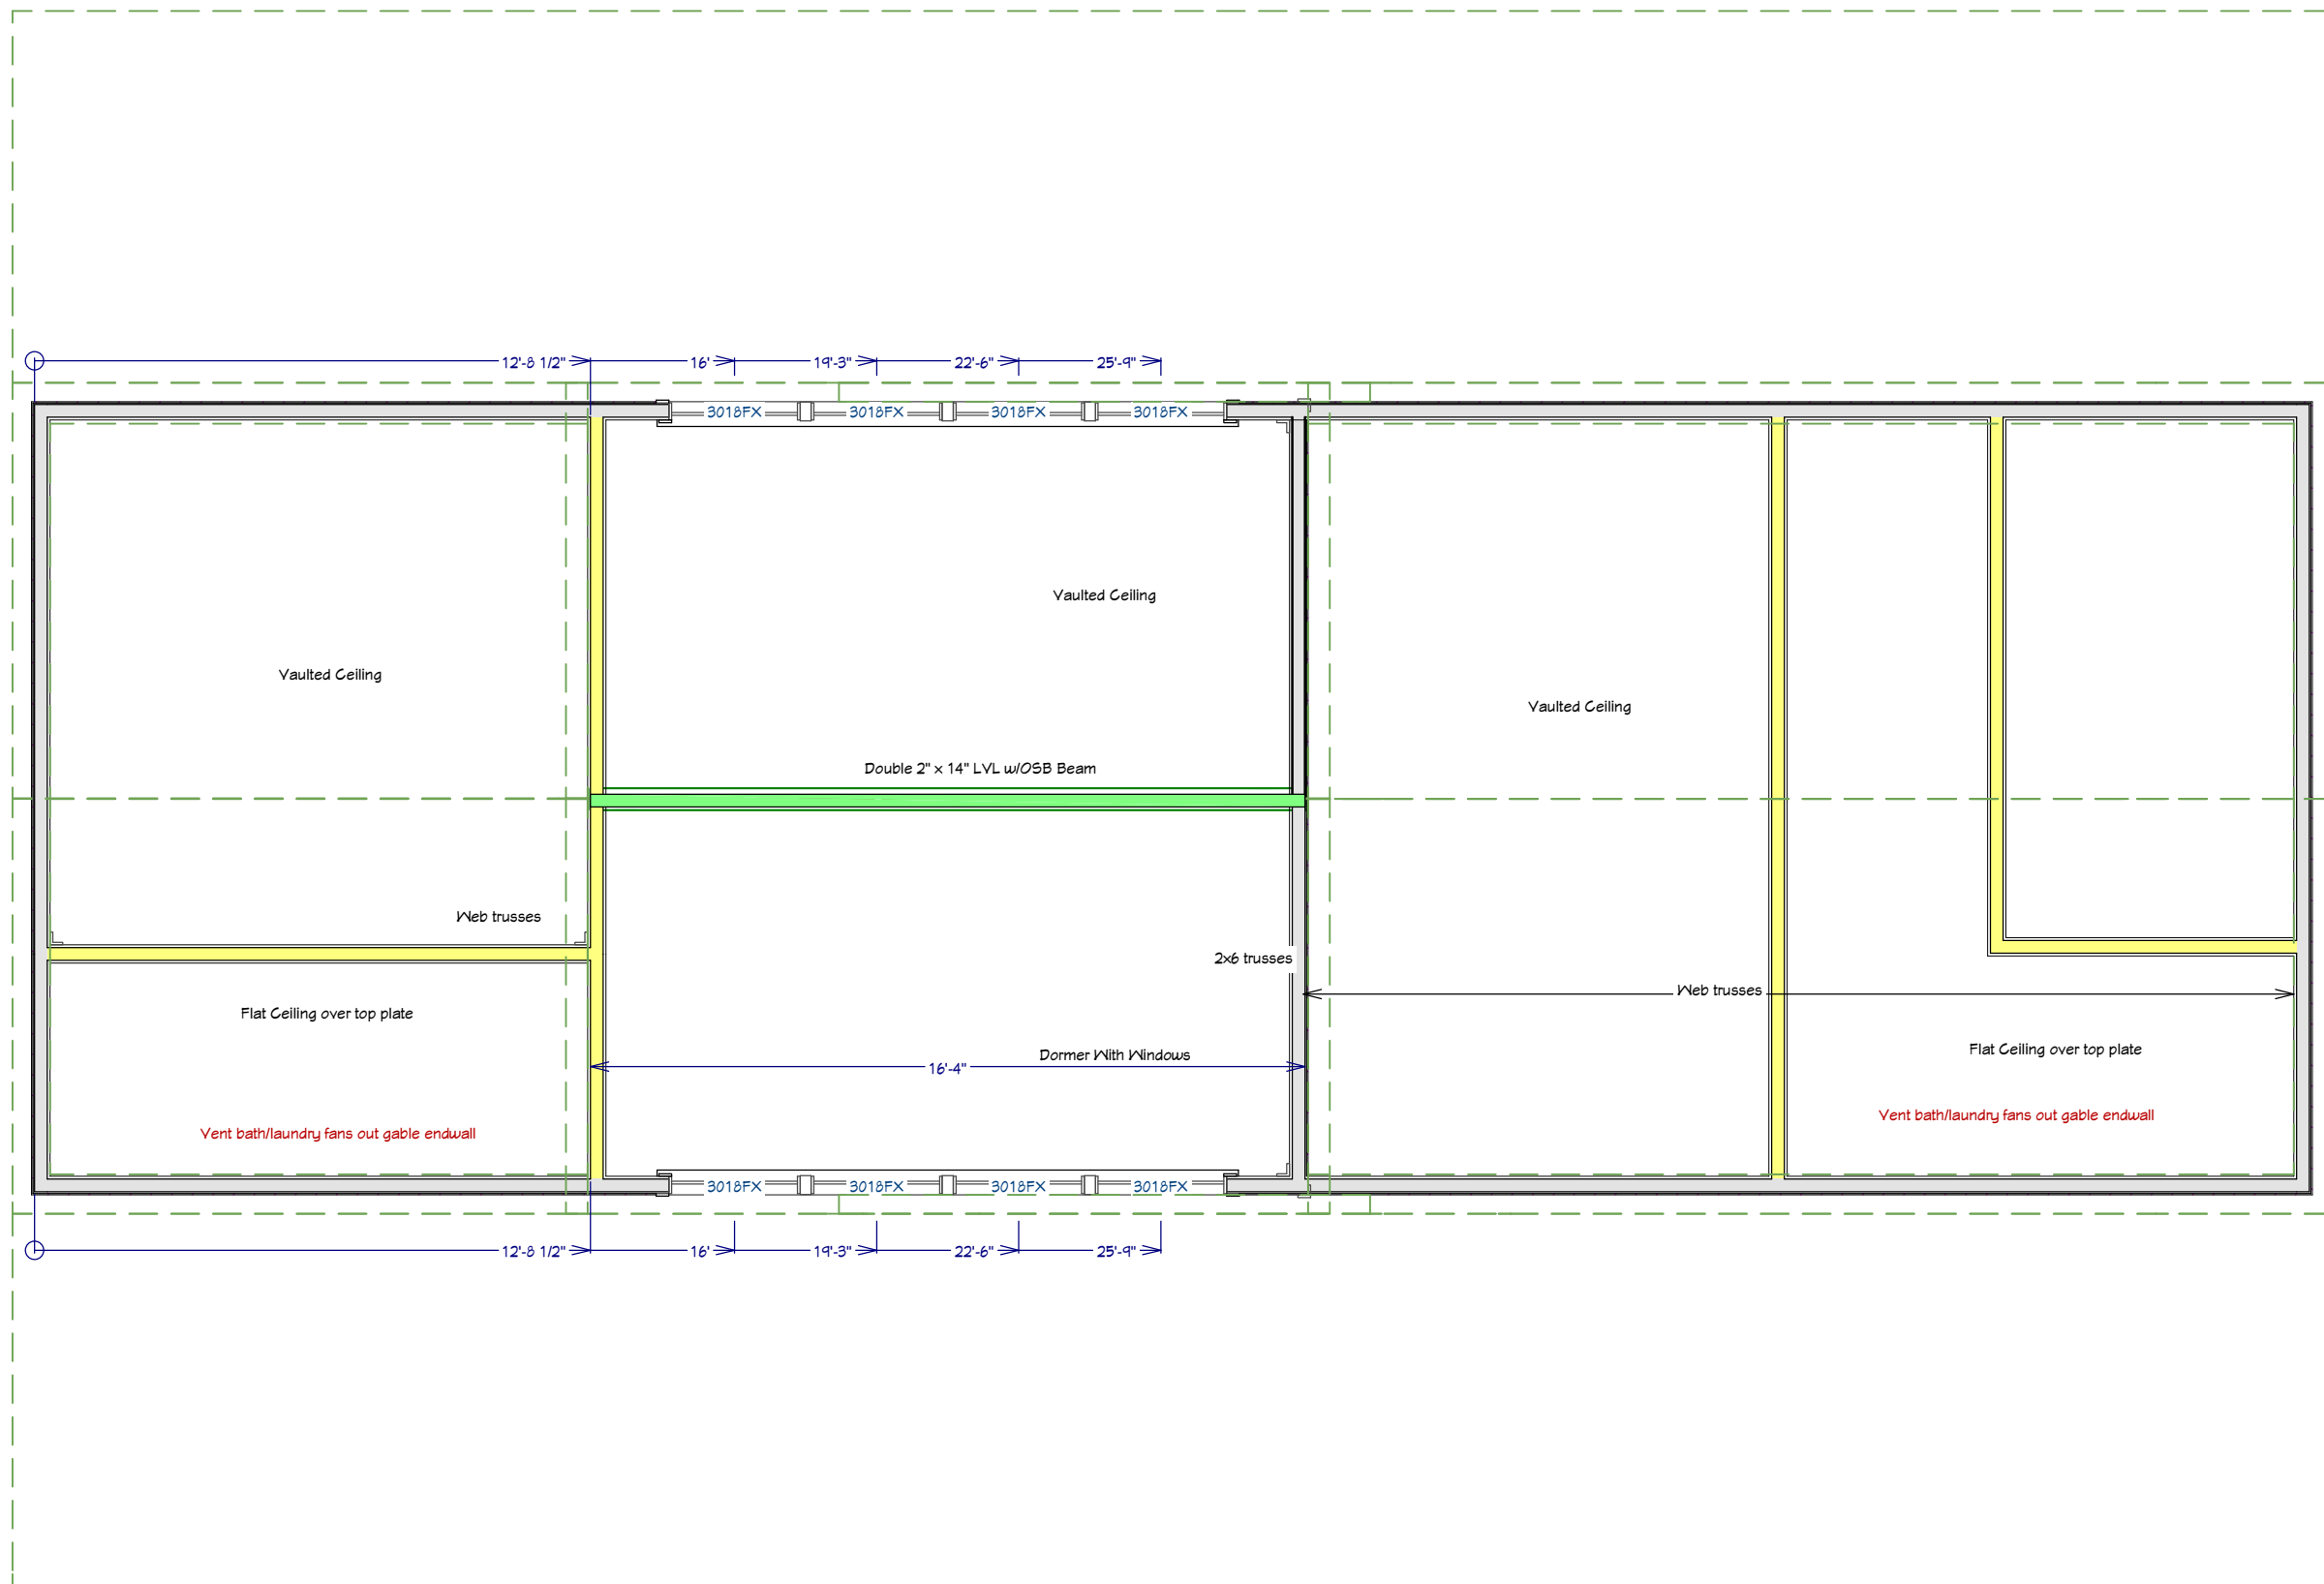 12'-8 1/2"
16'
19'-3"
22'-6"
25'-9"
3018FX
3018FX
3018FX
3018FX
Vaulted Ceiling
Vaulted Ceiling
Vaulted Ceiling
Double 2" x 14" LVL w/OSB Beam
Web trusses
2x6 trusses
Web trusses
Flat Ceiling over top plate
Flat Ceiling over top plate
Dormer With Windows
16'-4"
Vent bath/laundry fans out gable endwall
Vent bath/laundry fans out gable endwall
3018FX
3018FX
3018FX
3018FX
12'-8 1/2"
16'
19'-3"
22'-6"
25'-9"